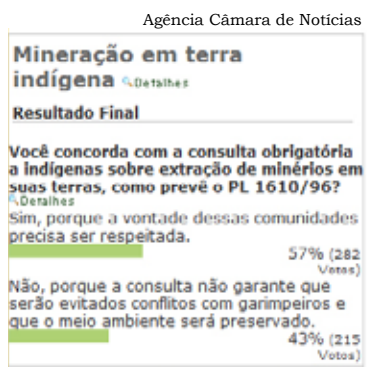 Agência Câmara de Notícias
Mineração em terra
indígena Detalhes
Resultado Final
Você concorda com a consulta obrigatória
a indígenas sobre extração de minérios em
suas terras, como prevê o PL 1610/96?
Detalhes
Sim, porque a vontade dessas comunidades
precisa ser respeitada.
57% (282
Votos)
Não, porque a consulta não garante que
serão evitados conflitos com garimpeiros e
que o meio ambiente será preservado.
43% (215
Votos)